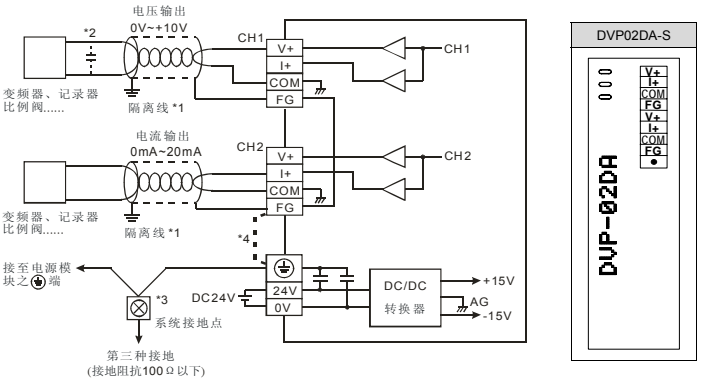 电压输出
0V~+10V
*2
CH1
V+
I+
COM
FG
CH1
变频器、记录器
比例阀......
隔离线 *1
电流输出
0mA~20mA
CH2
V+
I+
COM
FG
CH2
变频器、记录器
比例阀......
隔离线 *1
*4
接至电源模
块之 端
*3
系统接地点
DC24V
24V
0V
DC/DC
转换器
+15V
AG
-15V
第三种接地
(接地阻抗100Ω以下)
DVP02DA-S
V+
I+
COM
FG
V+
I+
COM
FG
DVP-02DA